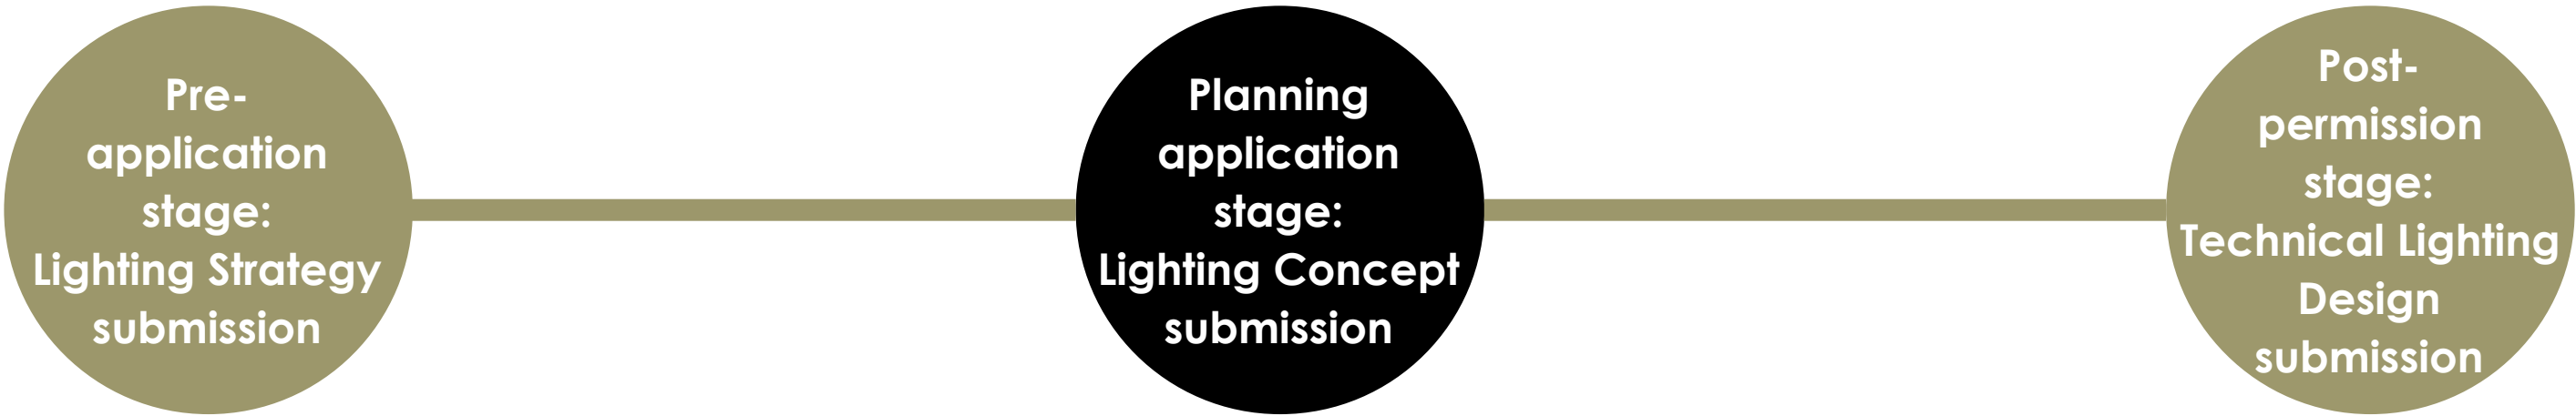 Pre-
application
stage:
Lighting Strategy
submission
Planning
application
stage:
Lighting Concept
submission
Post-
permission
stage:
Technical Lighting
Design
submission